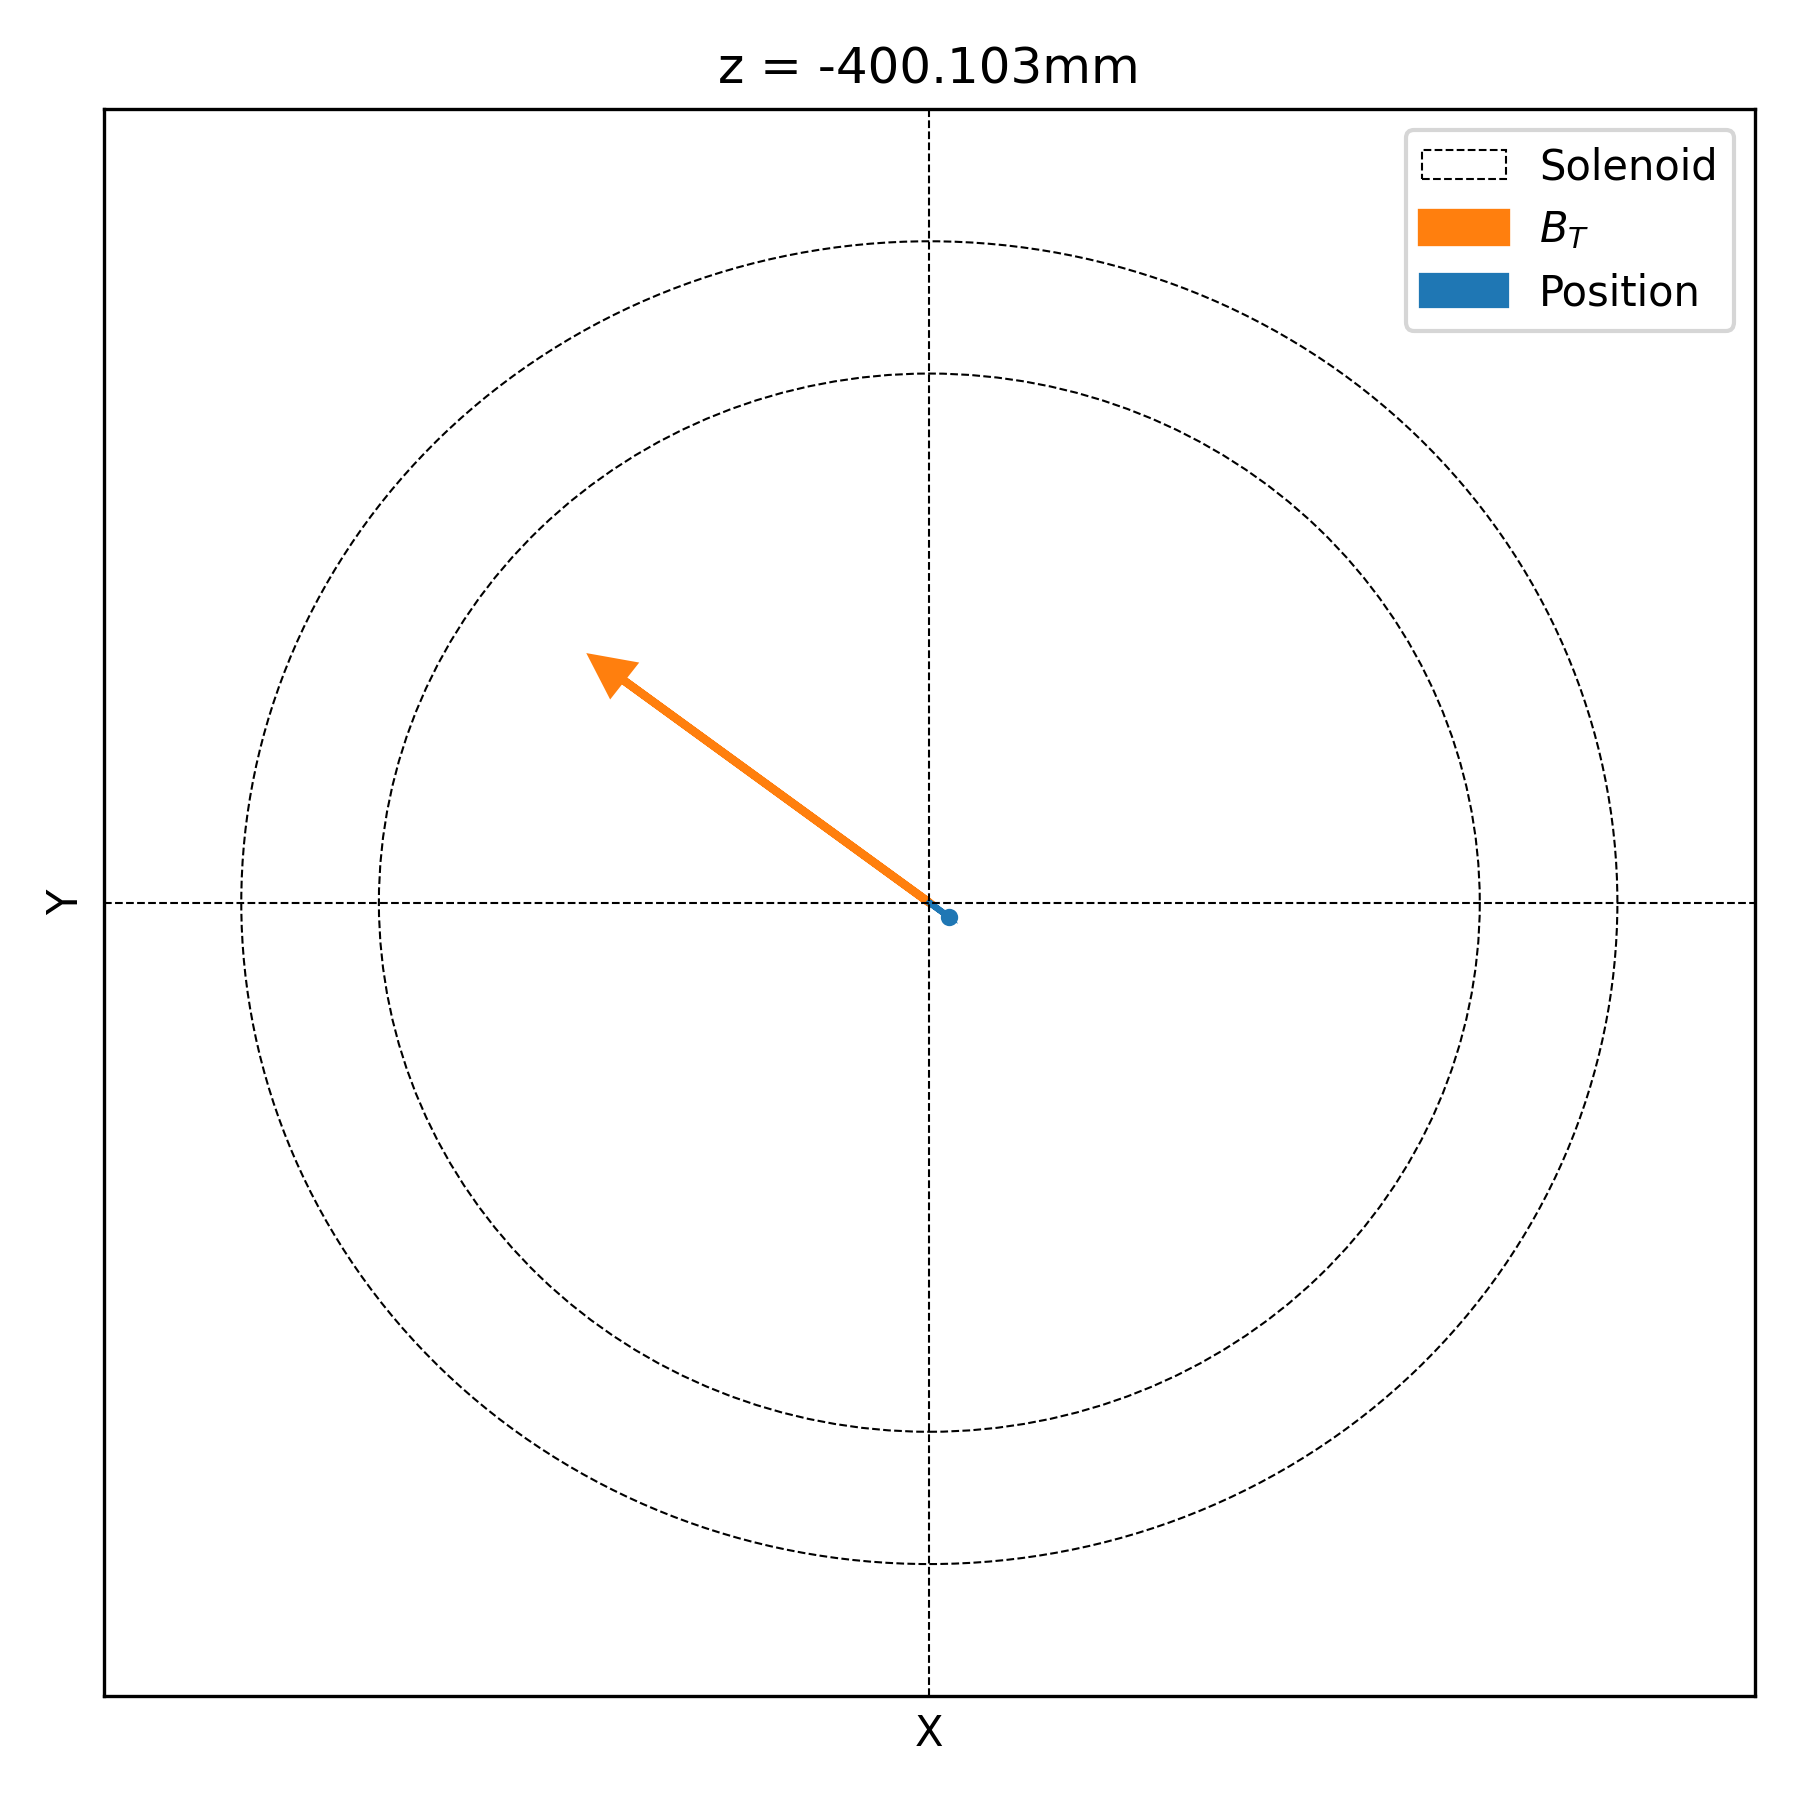 z = -400.103mm
Solenoid
B_T
Position
Y
X